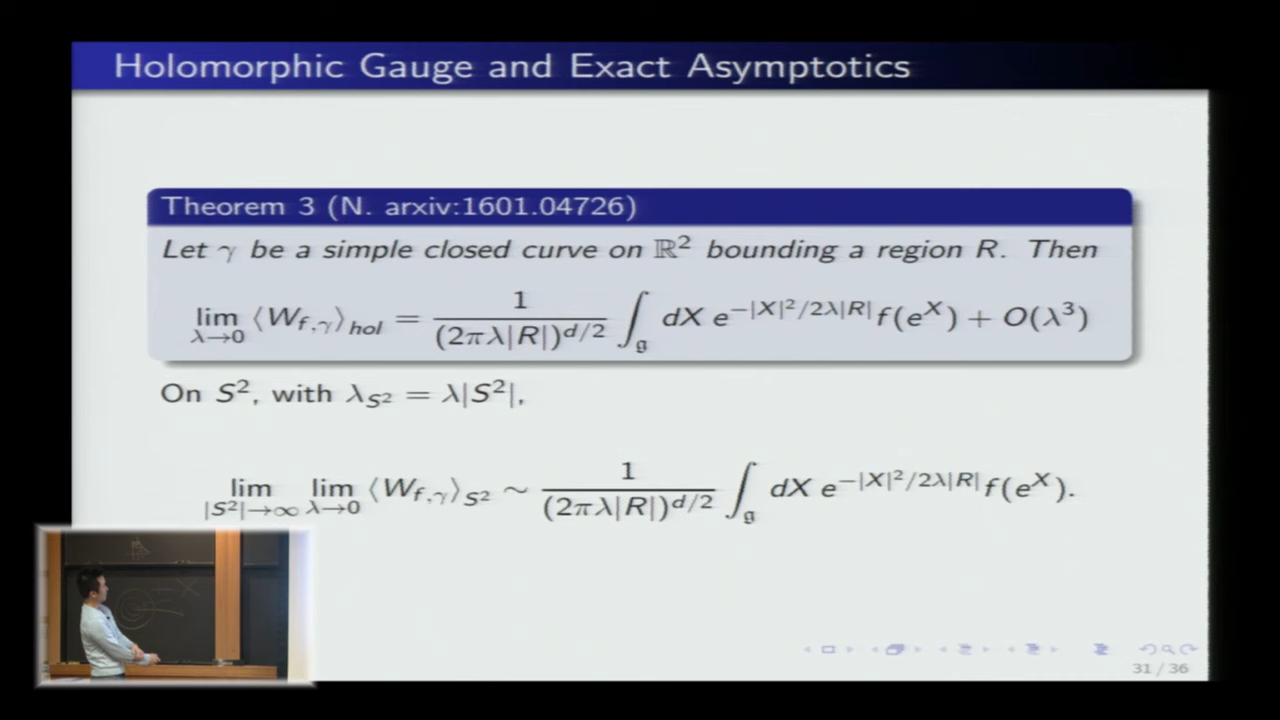 Holomorphic Gauge and Exact Asymptotics
Theorem 3 (N. arxiv:1601.04726)
Let γ be a simple closed curve on ℝ² bounding a region R. Then
lim_{λ→0} ⟨W_{f,γ}⟩_{hol} = \frac{1}{(2πλ|R|)^{d/2}} ∫_𝔤 dX e^{−|X|²/2λ|R|} f(e^X) + O(λ³)
On S², with λ_{S²} = λ|S²|,
lim_{|S²|→∞} lim_{λ→0} ⟨W_{f,γ}⟩_{S²} ∼ \frac{1}{(2πλ|R|)^{d/2}} ∫_𝔤 dX e^{−|X|²/2λ|R|} f(e^X).
31 / 36